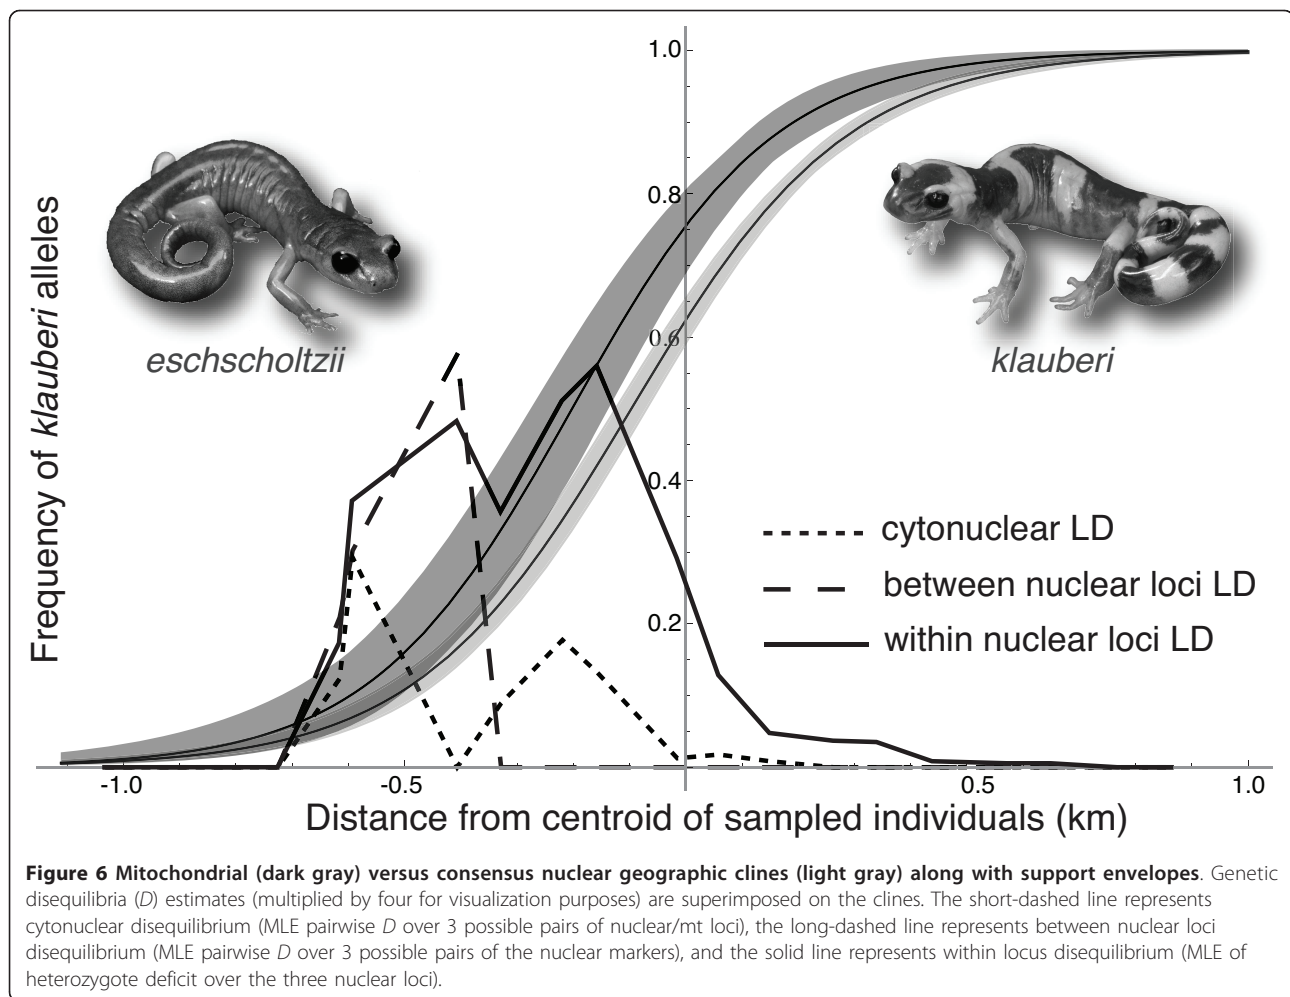 1.0
0.8
0.6
0.4
0.2
Frequency of klauberi alleles
eschscholtzii
klauberi
cytonuclear LD
between nuclear loci LD
within nuclear loci LD
-1.0 -0.5 0.5 1.0
Distance from centroid of sampled individuals (km)
Figure 6 Mitochondrial (dark gray) versus consensus nuclear geographic clines (light gray) along with support envelopes. Genetic
disequilibria (D) estimates (multiplied by four for visualization purposes) are superimposed on the clines. The short-dashed line represents
cytonuclear disequilibrium (MLE pairwise D over 3 possible pairs of nuclear/mt loci), the long-dashed line represents between nuclear loci
disequilibrium (MLE pairwise D over 3 possible pairs of the nuclear markers), and the solid line represents within locus disequilibrium (MLE of
heterozygote deficit over the three nuclear loci).